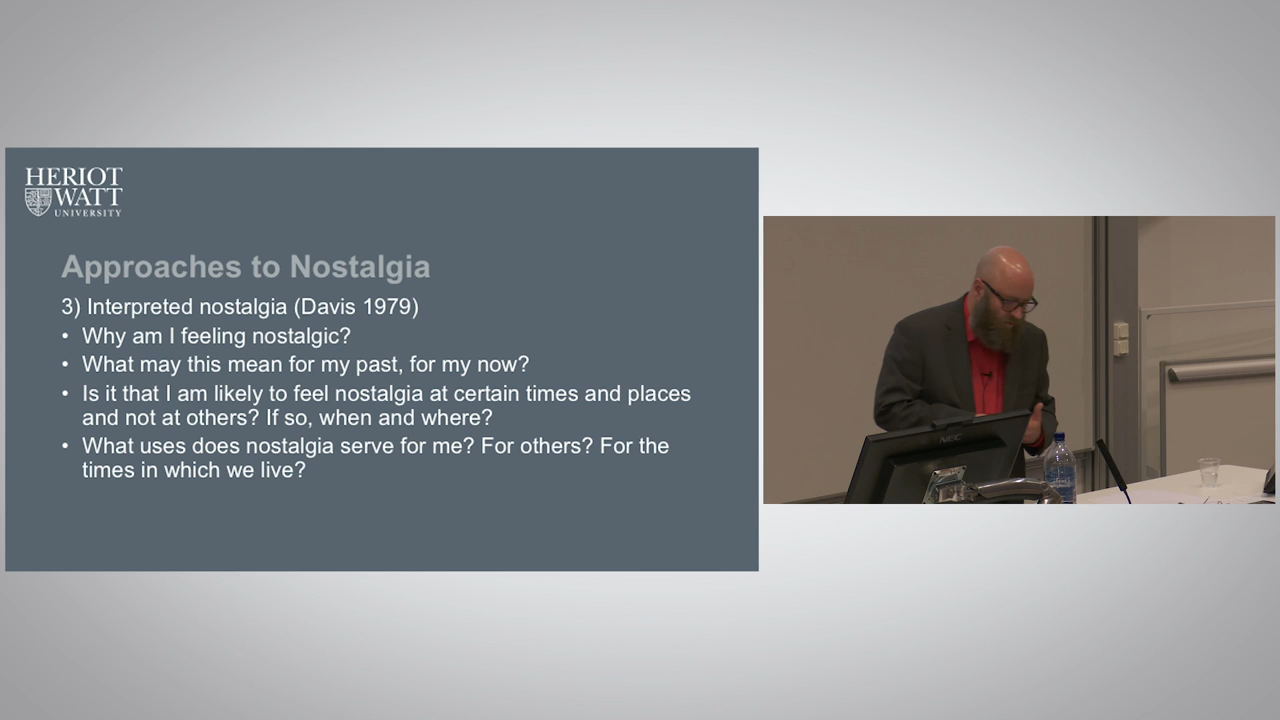 HERIOT
WATT
UNIVERSITY
Approaches to Nostalgia
3) Interpreted nostalgia (Davis 1979)
• Why am I feeling nostalgic?
• What may this mean for my past, for my now?
• Is it that I am likely to feel nostalgia at certain times and places
and not at others? If so, when and where?
• What uses does nostalgia serve for me? For others? For the
times in which we live?
NEC